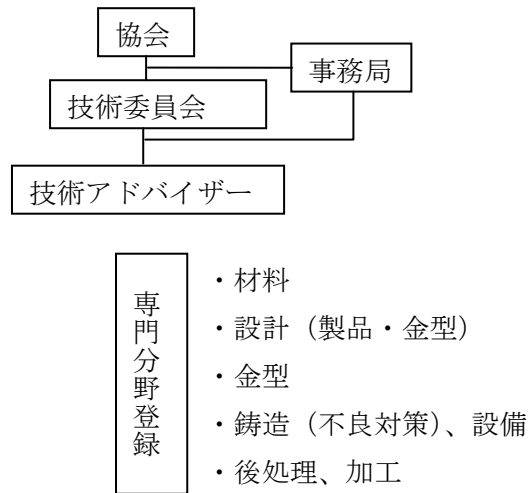 協会
事務局
技術委員会
技術アドバイザー
専門分野登録
・材料
・設計（製品・金型）
・金型
・鋳造（不良対策）、設備
・後処理、加工